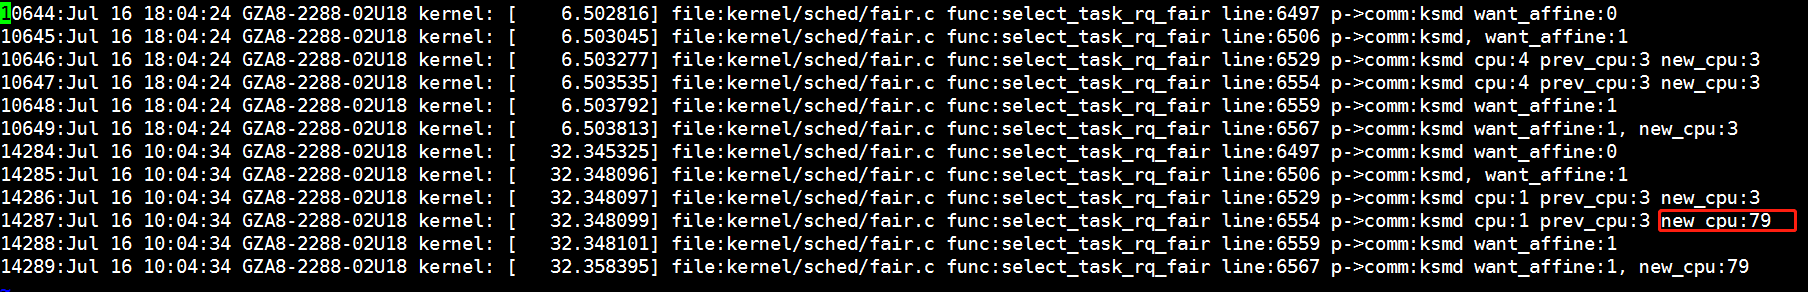 10644:Jul 16 18:04:24 GZA8-2288-02U18 kernel: [    6.502816] file:kernel/sched/fair.c func:select_task_rq_fair line:6497 p->comm:ksmd want_affine:0
10645:Jul 16 18:04:24 GZA8-2288-02U18 kernel: [    6.503045] file:kernel/sched/fair.c func:select_task_rq_fair line:6506 p->comm:ksmd, want_affine:1
10646:Jul 16 18:04:24 GZA8-2288-02U18 kernel: [    6.503277] file:kernel/sched/fair.c func:select_task_rq_fair line:6529 p->comm:ksmd cpu:4 prev_cpu:3 new_cpu:3
10647:Jul 16 18:04:24 GZA8-2288-02U18 kernel: [    6.503535] file:kernel/sched/fair.c func:select_task_rq_fair line:6554 p->comm:ksmd cpu:4 prev_cpu:3 new_cpu:3
10648:Jul 16 18:04:24 GZA8-2288-02U18 kernel: [    6.503792] file:kernel/sched/fair.c func:select_task_rq_fair line:6559 p->comm:ksmd want_affine:1
10649:Jul 16 18:04:24 GZA8-2288-02U18 kernel: [    6.503813] file:kernel/sched/fair.c func:select_task_rq_fair line:6567 p->comm:ksmd want_affine:1, new_cpu:3
14284:Jul 16 10:04:34 GZA8-2288-02U18 kernel: [   32.345325] file:kernel/sched/fair.c func:select_task_rq_fair line:6497 p->comm:ksmd want_affine:0
14285:Jul 16 10:04:34 GZA8-2288-02U18 kernel: [   32.348096] file:kernel/sched/fair.c func:select_task_rq_fair line:6506 p->comm:ksmd, want_affine:1
14286:Jul 16 10:04:34 GZA8-2288-02U18 kernel: [   32.348097] file:kernel/sched/fair.c func:select_task_rq_fair line:6529 p->comm:ksmd cpu:1 prev_cpu:3 new_cpu:3
14287:Jul 16 10:04:34 GZA8-2288-02U18 kernel: [   32.348099] file:kernel/sched/fair.c func:select_task_rq_fair line:6554 p->comm:ksmd cpu:1 prev_cpu:3 new_cpu:79
14288:Jul 16 10:04:34 GZA8-2288-02U18 kernel: [   32.348101] file:kernel/sched/fair.c func:select_task_rq_fair line:6559 p->comm:ksmd want_affine:1
14289:Jul 16 10:04:34 GZA8-2288-02U18 kernel: [   32.358395] file:kernel/sched/fair.c func:select_task_rq_fair line:6567 p->comm:ksmd want_affine:1, new_cpu:79
~